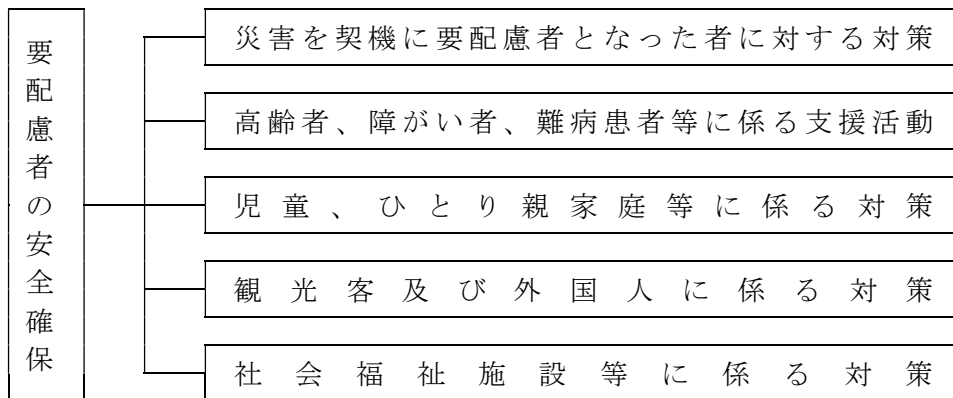 要配慮者の安全確保
災害を契機に要配慮者となった者に対する対策
高齢者、障がい者、難病患者等に係る支援活動
児童、ひとり親家庭等に係る対策
観光客及び外国人に係る対策
社会福祉施設等に係る対策